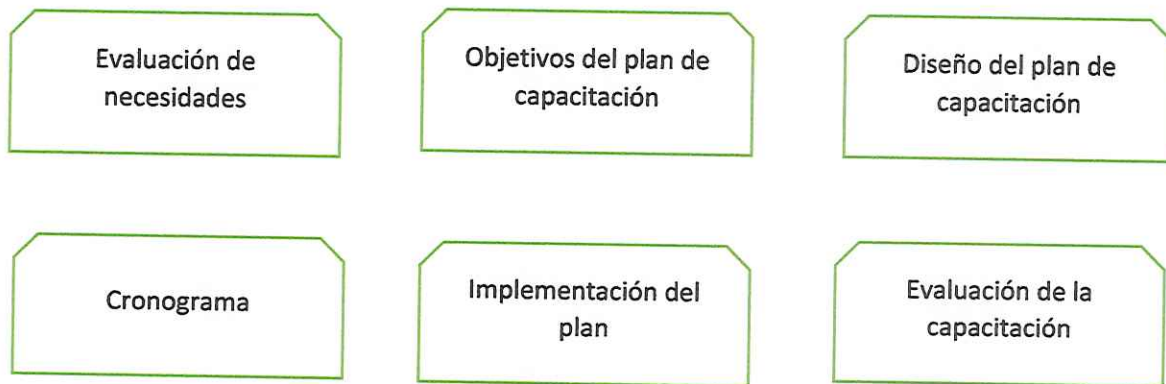 Evaluación de
necesidades
Objetivos del plan de
capacitación
Diseño del plan de
capacitación
Cronograma
Implementación del
plan
Evaluación de la
capacitación